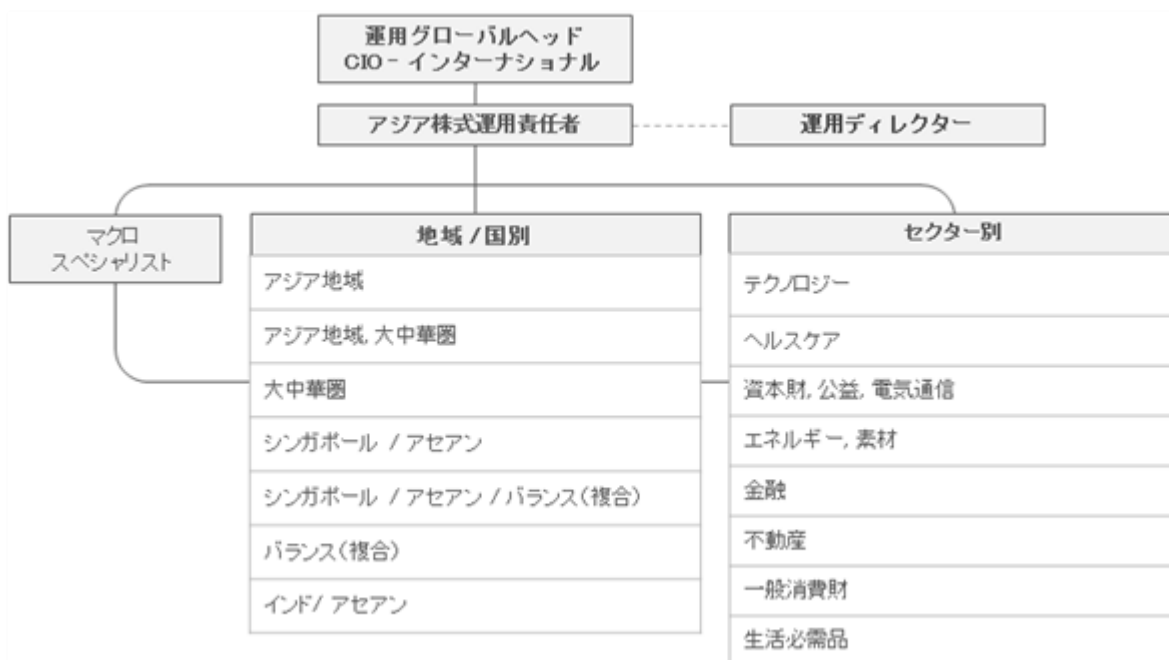 運用グローバルヘッド
CIO - インターナショナル
アジア株式運用責任者
運用ディレクター
マクロ
スペシャリスト
地域 / 国別
アジア地域
アジア地域, 大中華圏
大中華圏
シンガポール / アセアン
シンガポール / アセアン / バランス(複合)
バランス(複合)
インド/ アセアン
セクター別
テクノロジー
ヘルスケア
資本財, 公益, 電気通信
エネルギー, 素材
金融
不動産
一般消費財
生活必需品